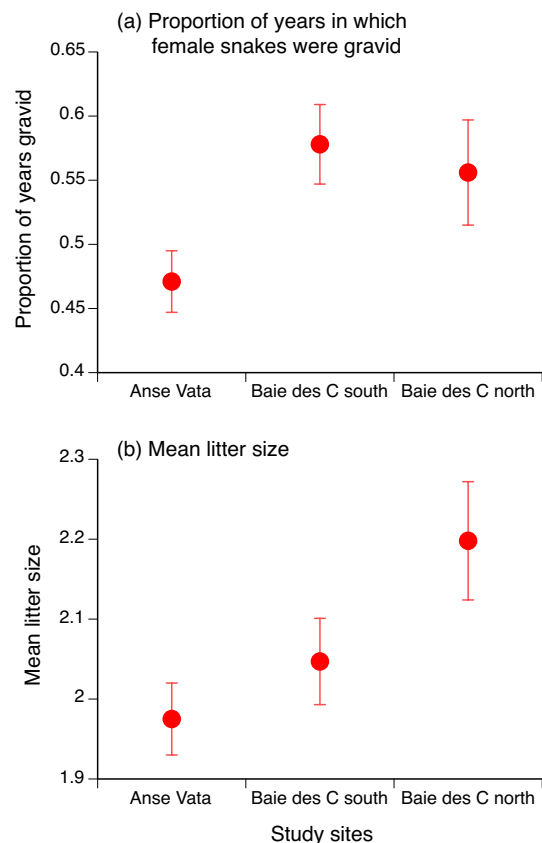 (a) Proportion of years in which
female snakes were gravid
0.65
0.6
0.55
0.5
0.45
0.4
Proportion of years gravid
Anse Vata Baie des C south Baie des C north
(b) Mean litter size
2.3
2.2
2.1
2
1.9
Mean litter size
Anse Vata Baie des C south Baie des C north
Study sites